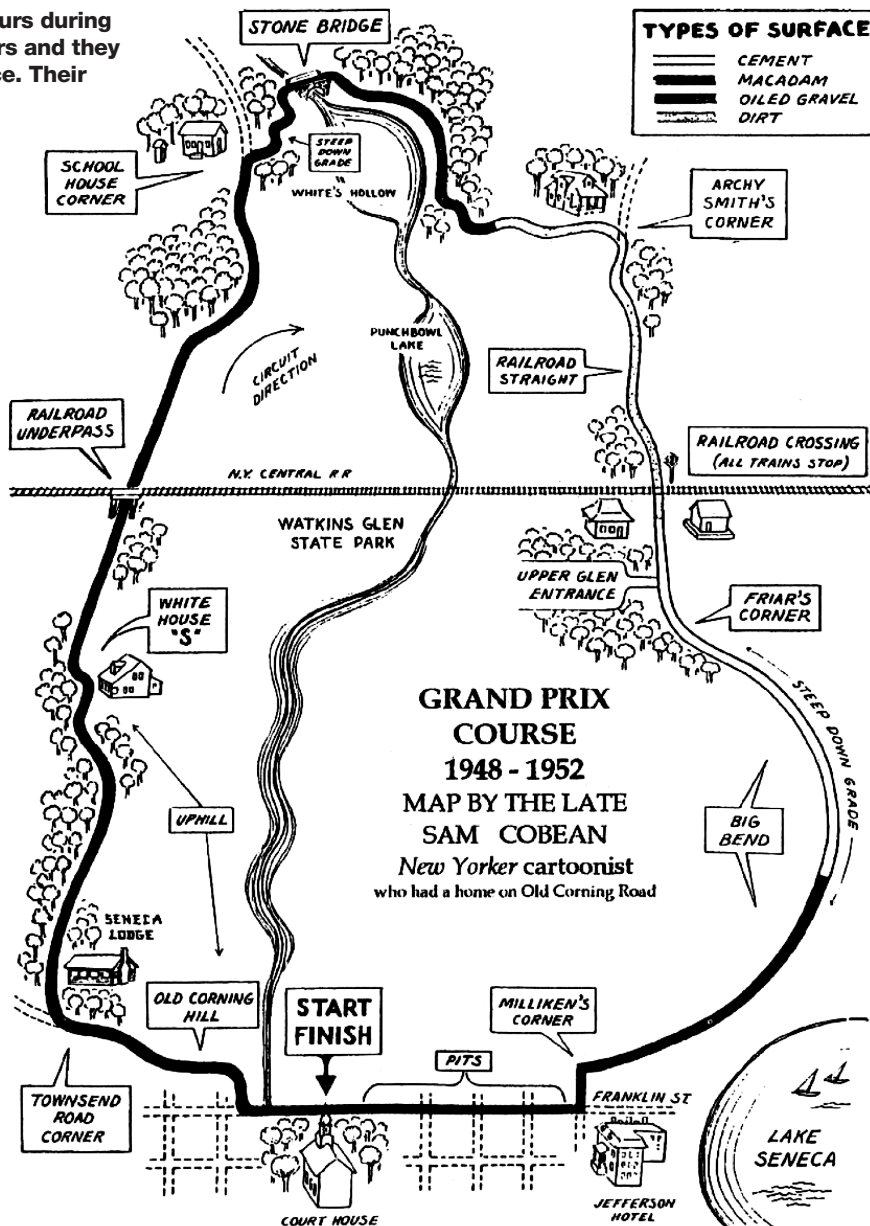 urs during
rs and they
ce. Their
STONE BRIDGE
TYPES OF SURFACE
CEMENT
MACADAM
OILED GRAVEL
DIRT
SCHOOL
HOUSE
CORNER
STEEP
DOWN
GRADE
WHITE'S HOLLOW
ARCHY
SMITH'S
CORNER
PUNCHBOWL
LAKE
CIRCUIT
DIRECTION
RAILROAD
STRAIGHT
RAILROAD
UNDERPASS
RAILROAD CROSSING
(ALL TRAINS STOP)
N.Y. CENTRAL RR
WATKINS GLEN
STATE PARK
UPPER GLEN
ENTRANCE
WHITE
HOUSE
"S"
FRIAR'S
CORNER
STEEP DOWN GRADE
GRAND PRIX
COURSE
1948 - 1952
MAP BY THE LATE
SAM COBEAN
New Yorker cartoonist
who had a home on Old Corning Road
UPHILL
BIG
BEND
SENECA
LODGE
OLD CORNING
HILL
START
FINISH
MILLIKEN'S
CORNER
PITS
FRANKLIN ST
TOWNSEND
ROAD
CORNER
LAKE
SENECA
COURT HOUSE
JEFFERSON
HOTEL